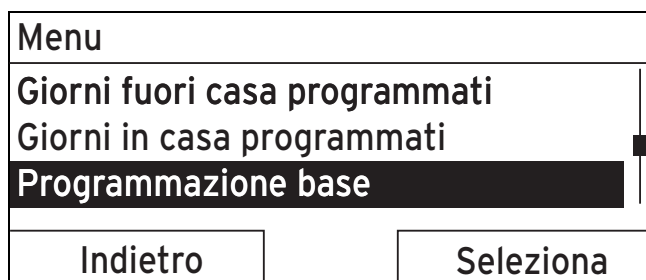 Menu
Giorni fuori casa programmati
Giorni in casa programmati
Programmazione base
Indietro Seleziona